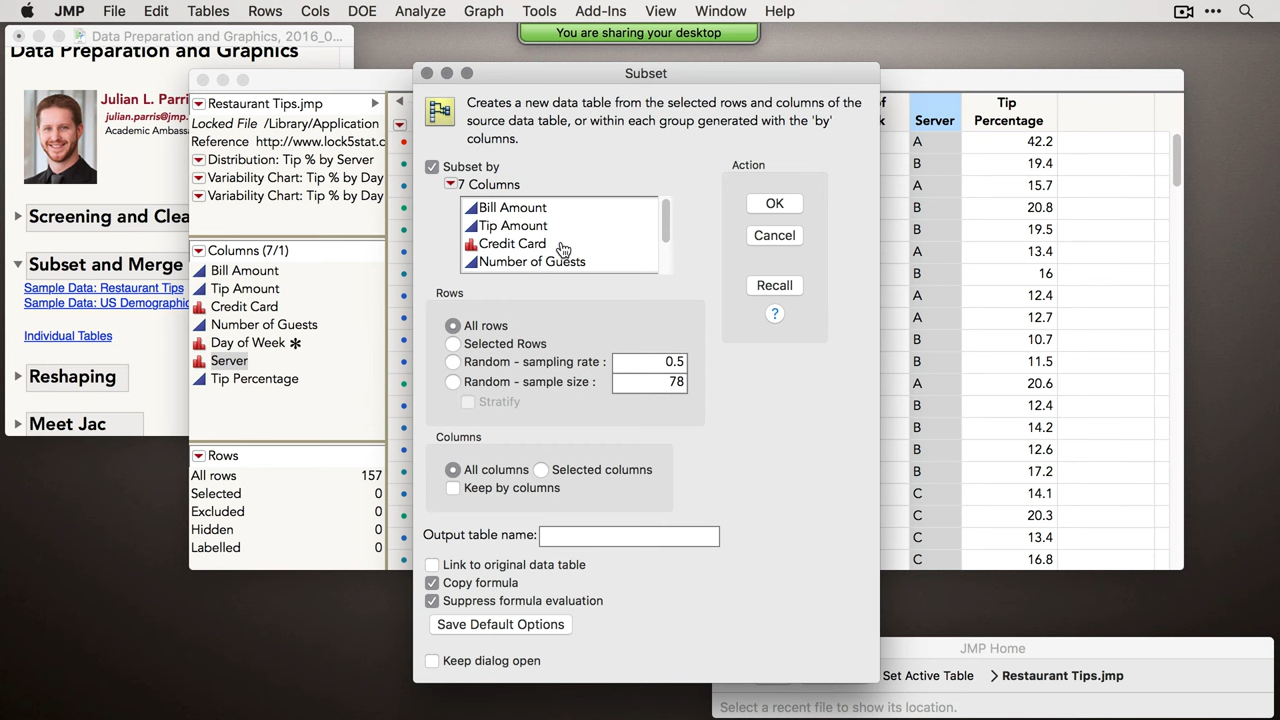 JMP File Edit Tables Rows Cols DOE Analyze Graph Tools Add-Ins View Window Help
You are sharing your desktop
Data Preparation and Graphics, 2016_0...
Data Preparation and Graphics
Julian L. Parri
julian.parris@jmp.
Academic Ambass
Screening and Clea
Subset and Merge
Sample Data: Restaurant Tips
Sample Data: US Demographic
Individual Tables
Reshaping
Meet Jac
Restaurant Tips.jmp
Locked File /Library/Application
Reference http://www.lock5stat.c
Distribution: Tip % by Server
Variability Chart: Tip % by Day
Variability Chart: Tip % by Day
Columns (7/1)
Bill Amount
Tip Amount
Credit Card
Number of Guests
Day of Week ✻
Server
Tip Percentage
Rows
All rows 157
Selected 0
Excluded 0
Hidden 0
Labelled 0
Subset
Creates a new data table from the selected rows and columns of the
source data table, or within each group generated with the 'by'
columns.
Subset by
7 Columns
Bill Amount
Tip Amount
Credit Card
Number of Guests
Action
OK
Cancel
Recall
?
Rows
All rows
Selected Rows
Random - sampling rate : 0.5
Random - sample size : 78
Stratify
Columns
All columns Selected columns
Keep by columns
Output table name:
Link to original data table
Copy formula
Suppress formula evaluation
Save Default Options
Keep dialog open
f
k
Server
Tip
Percentage
A 42.2
B 19.4
A 15.7
B 20.8
B 19.5
A 13.4
B 16
A 12.4
A 12.7
B 10.7
B 11.5
A 20.6
B 12.4
B 14.2
B 12.6
B 17.2
C 14.1
C 20.3
C 13.4
C 16.8
JMP Home
Set Active Table > Restaurant Tips.jmp
Select a recent file to show its location.